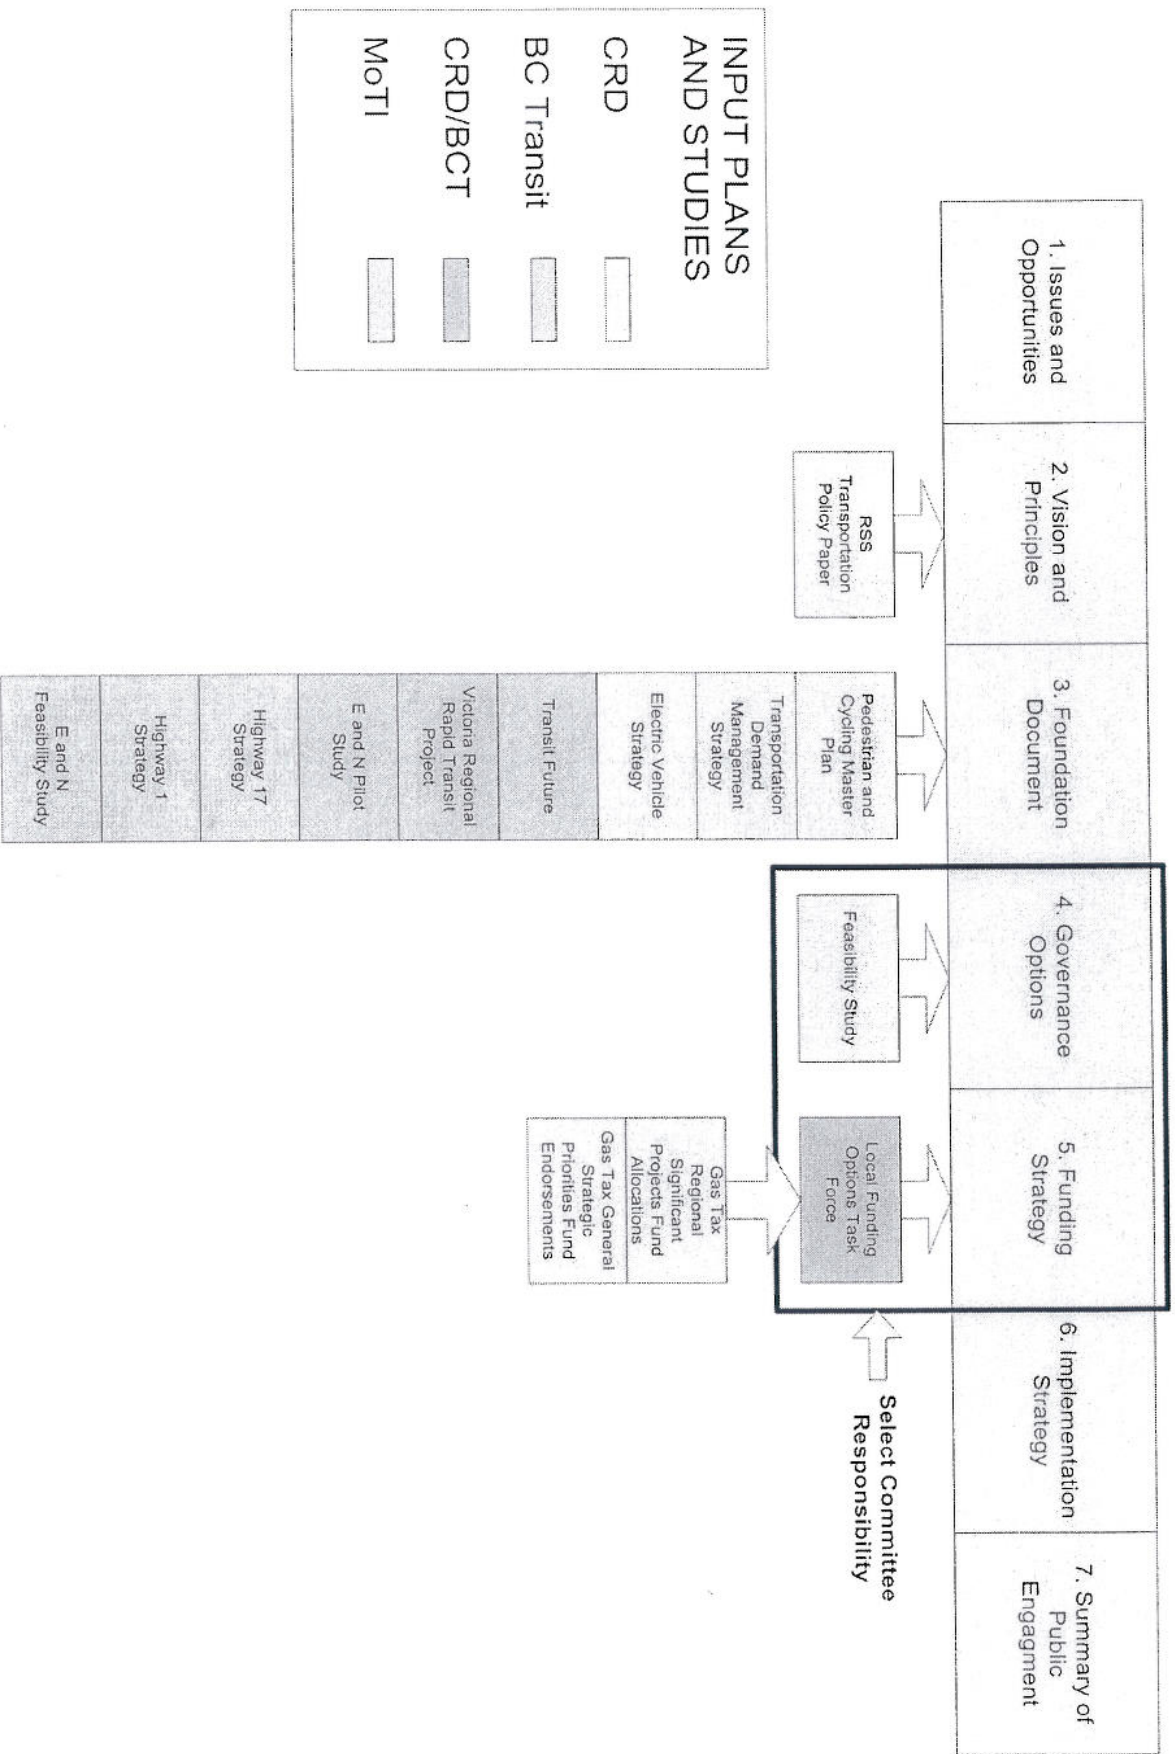 1. Issues and
Opportunities
2. Vision and
Principles
3. Foundation
Document
4. Governance
Options
5. Funding
Strategy
6. Implementation
Strategy
7. Summary of
Public
Engagment
RSS
Transportation
Policy Paper
Pedestrian and
Cycling Master
Plan
Transportation
Demand
Management
Strategy
Electric Vehicle
Strategy
Transit Future
Victoria Regional
Rapid Transit
Project
E and N Pilot
Study
Highway 17
Strategy
Highway 1
Strategy
E and N
Feasibility Study
Feasibility Study
Local Funding
Options Task
Force
Gas Tax
Regional
Significant
Projects Fund
Allocations
Gas Tax General
Strategic
Priorities Fund
Endorsements
Select Committee
Responsibility
INPUT PLANS
AND STUDIES
CRD
BC Transit
CRD/BCT
MoTI